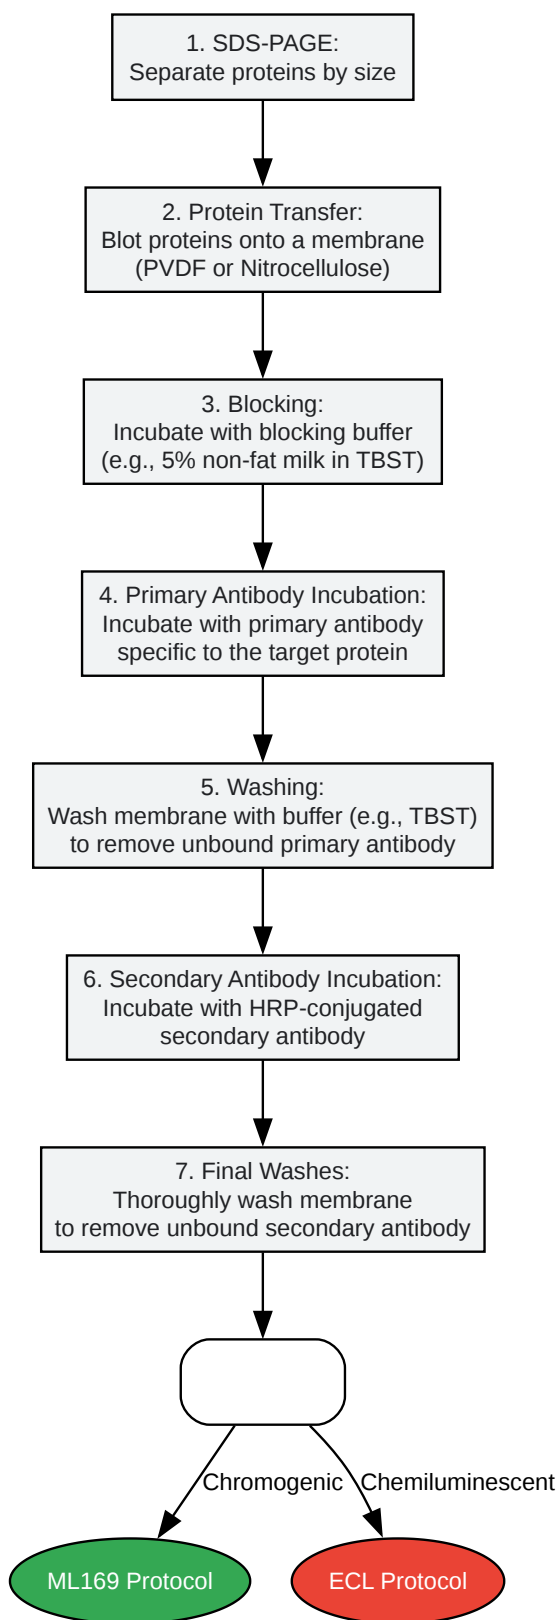 1. SDS-PAGE:
Separate proteins by size
2. Protein Transfer:
Blot proteins onto a membrane
(PVDF or Nitrocellulose)
3. Blocking:
Incubate with blocking buffer
(e.g., 5% non-fat milk in TBST)
4. Primary Antibody Incubation:
Incubate with primary antibody
specific to the target protein
5. Washing:
Wash membrane with buffer (e.g., TBST)
to remove unbound primary antibody
6. Secondary Antibody Incubation:
Incubate with HRP-conjugated
secondary antibody
7. Final Washes:
Thoroughly wash membrane
to remove unbound secondary antibody
Chromogenic
Chemiluminescent
ML169 Protocol
ECL Protocol